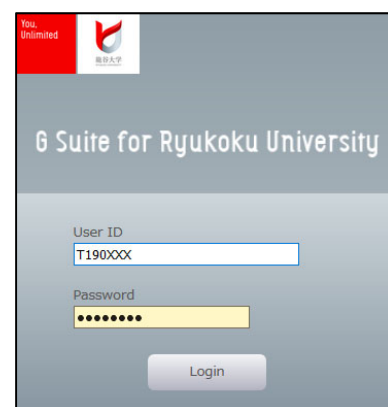 You,
Unlimited
龍谷大学
G Suite for Ryukoku University
User ID
T190XXX
Password
●●●●●●●●
Login